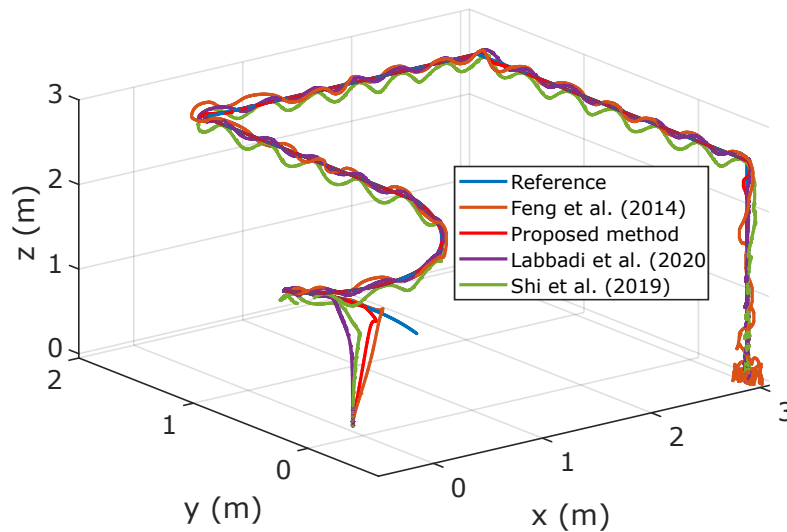 3
2
1
0
z (m)
2
1
0
y (m)
0
1
2
3
x (m)
Reference
Feng et al. (2014)
Proposed method
Labbadi et al. (2020
Shi et al. (2019)